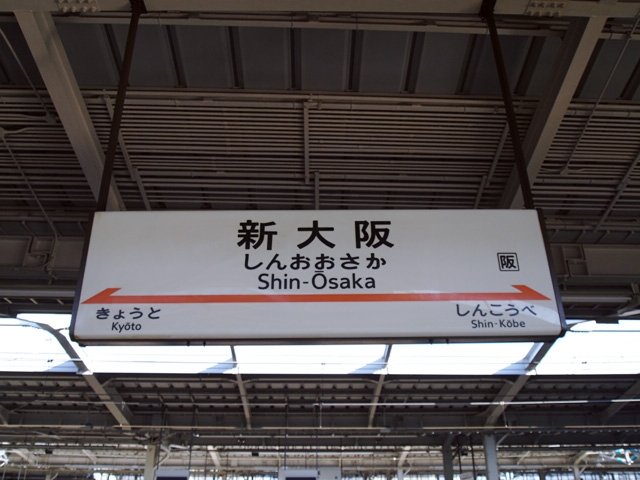 新大阪
しんおおさか
阪
Shin-Ōsaka
きょうと
Kyōto
しんこうべ
Shin-Kōbe